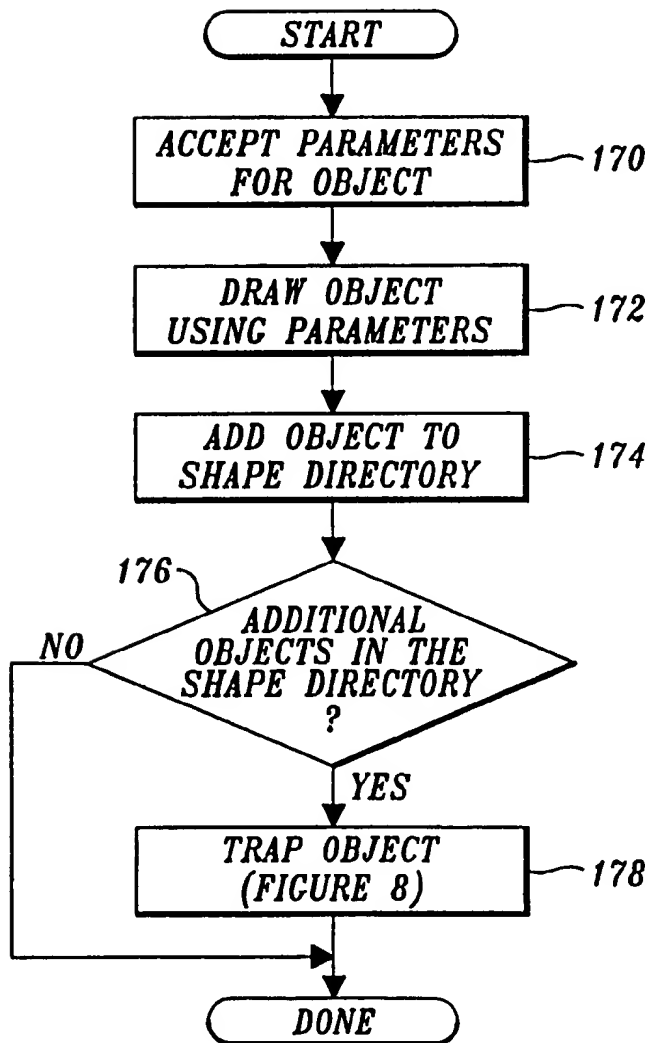 START
ACCEPT PARAMETERS
FOR OBJECT
170
DRAW OBJECT
USING PARAMETERS
172
ADD OBJECT TO
SHAPE DIRECTORY
174
176
ADDITIONAL
OBJECTS IN THE
SHAPE DIRECTORY
?
NO
YES
TRAP OBJECT
(FIGURE 8)
178
DONE